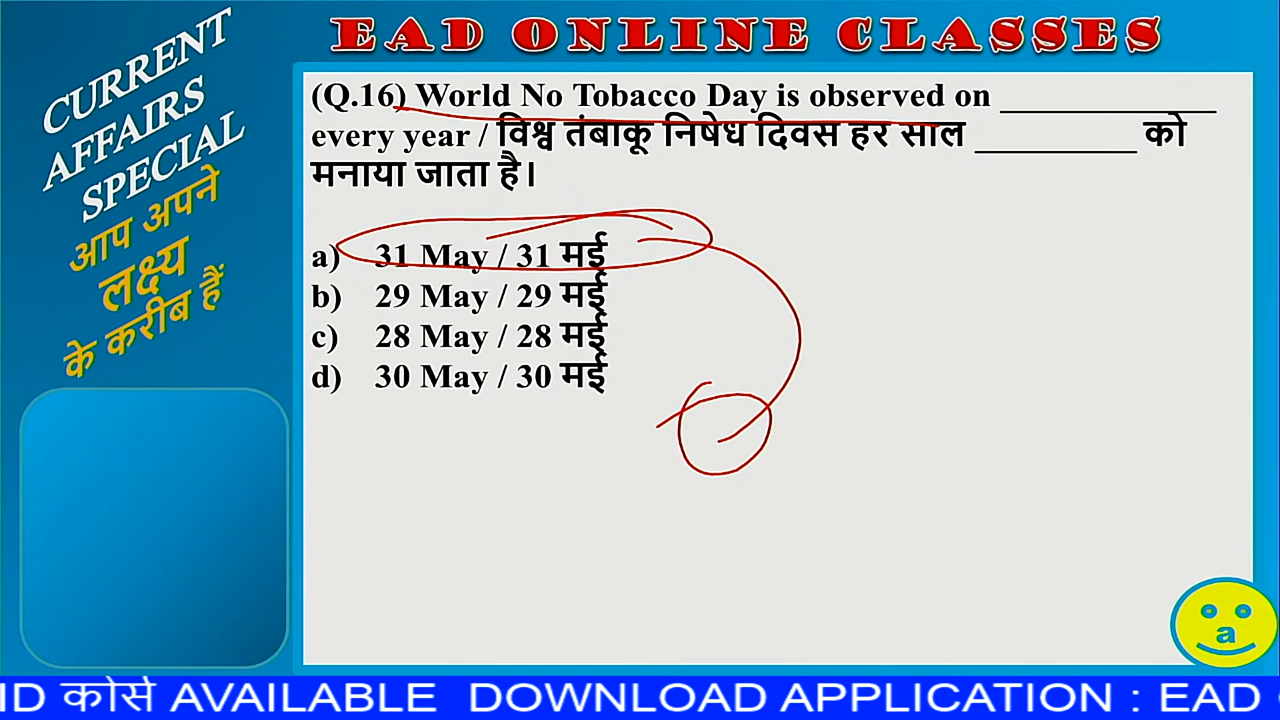 EAD ONLINE CLASSES
CURRENT
AFFAIRS
SPECIAL
आप अपने
लक्ष्य
के करीब हैं
(Q.16) World No Tobacco Day is observed on ____________
every year / विश्व तंबाकू निषेध दिवस हर साल _________ को
मनाया जाता है।
a) 31 May / 31 मई
b) 29 May / 29 मई
c) 28 May / 28 मई
d) 30 May / 30 मई
a
ID कोर्स AVAILABLE DOWNLOAD APPLICATION : EAD